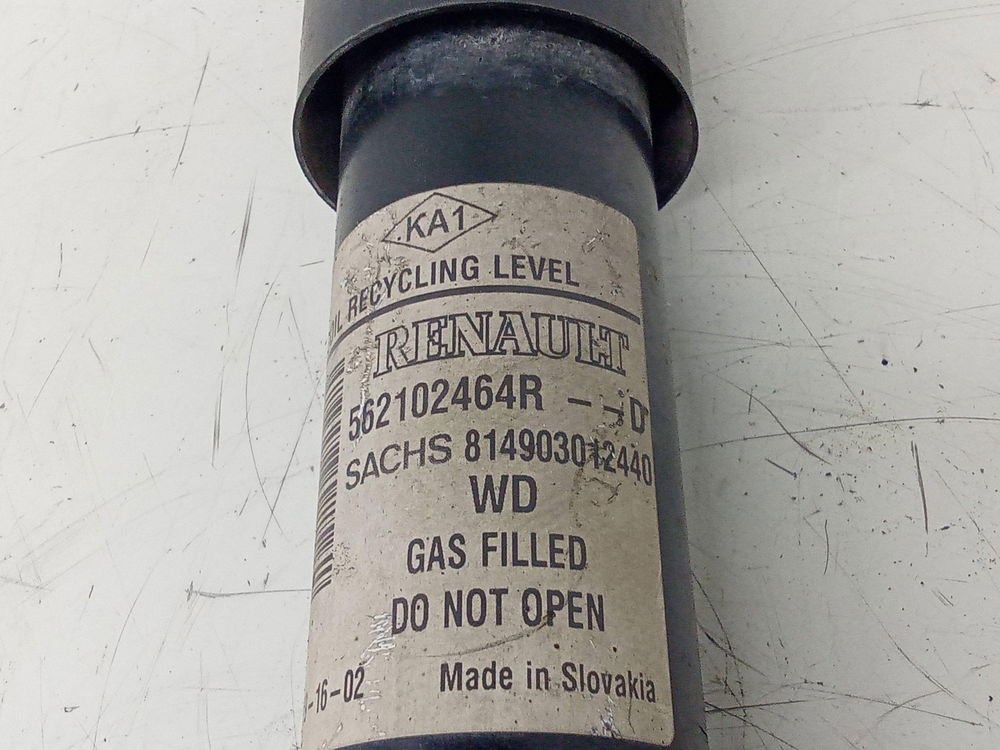 KA1
RECYCLING LEVEL
RENAULT
562102464R – – D
SACHS 814903012440
WD
GAS FILLED
DO NOT OPEN
-16-02 Made in Slovakia